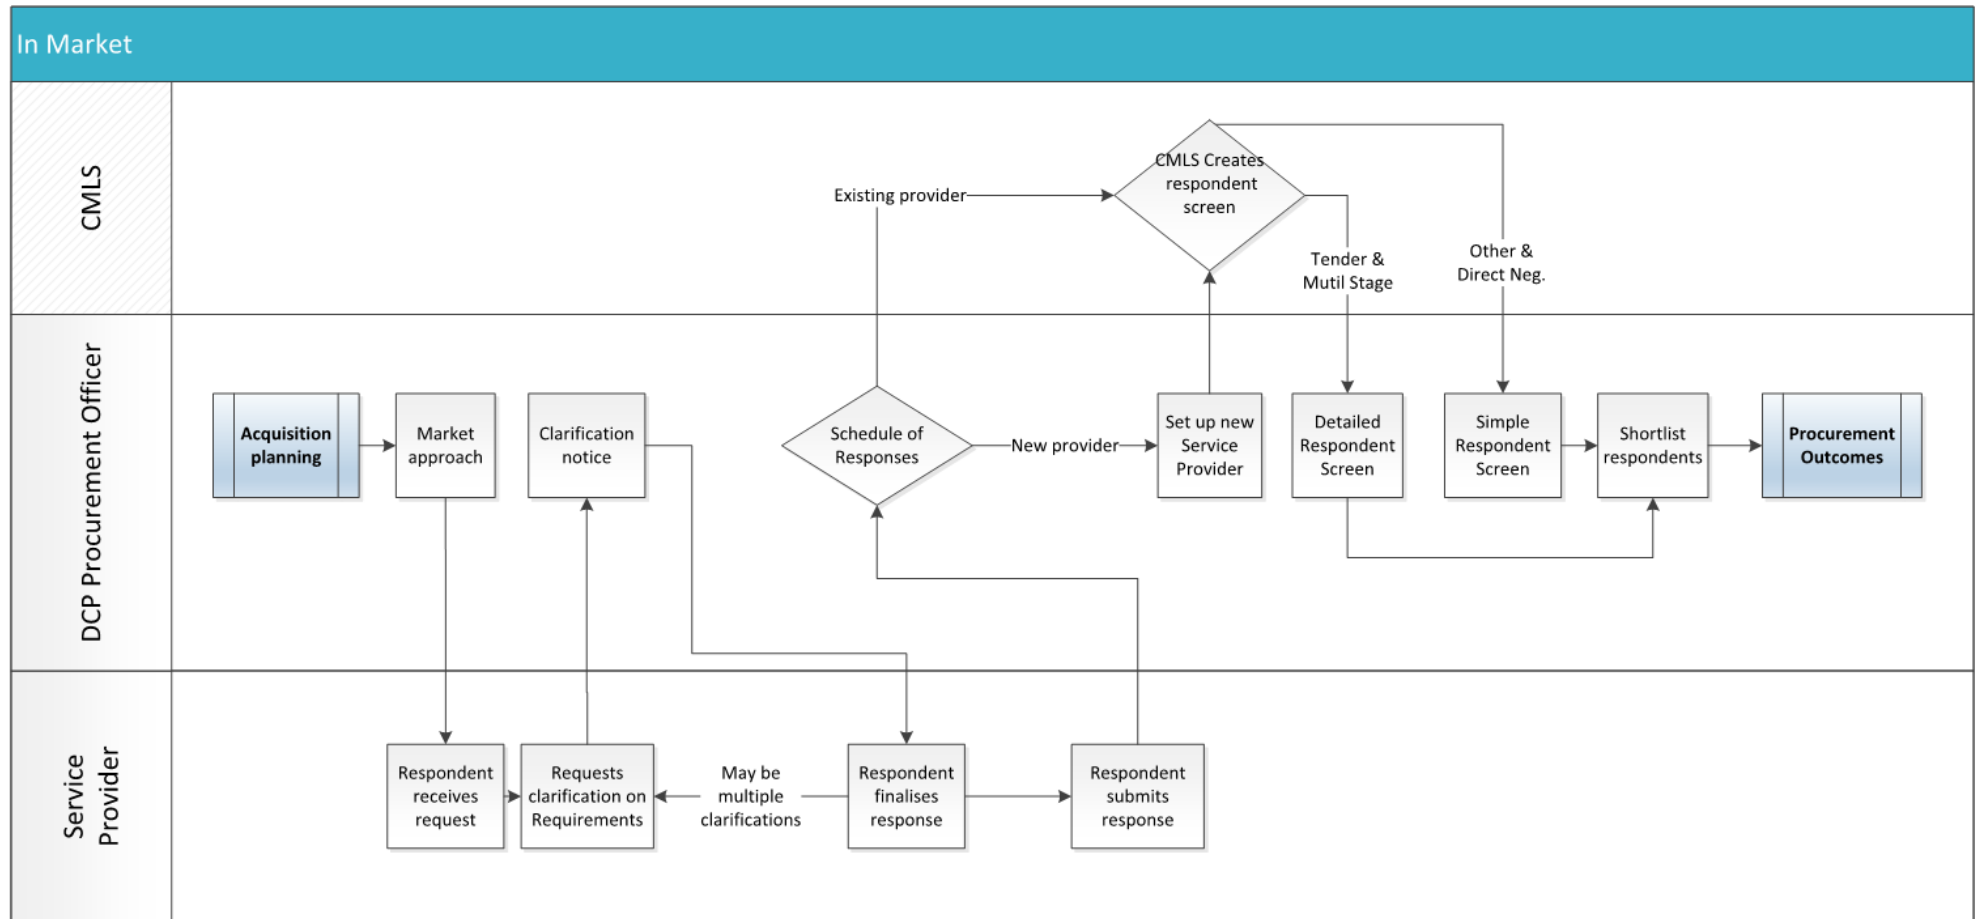 In Market
CMLS
CMLS Creates
respondent
screen
Existing provider
Tender &
Mutil Stage
Other &
Direct Neg.
DCP Procurement Officer
Acquisition
planning
Market
approach
Clarification
notice
Schedule of
Responses
New provider
Set up new
Service
Provider
Detailed
Respondent
Screen
Simple
Respondent
Screen
Shortlist
respondents
Procurement
Outcomes
Service
Provider
Respondent
receives
request
Requests
clarification on
Requirements
May be
multiple
clarifications
Respondent
finalises
response
Respondent
submits
response